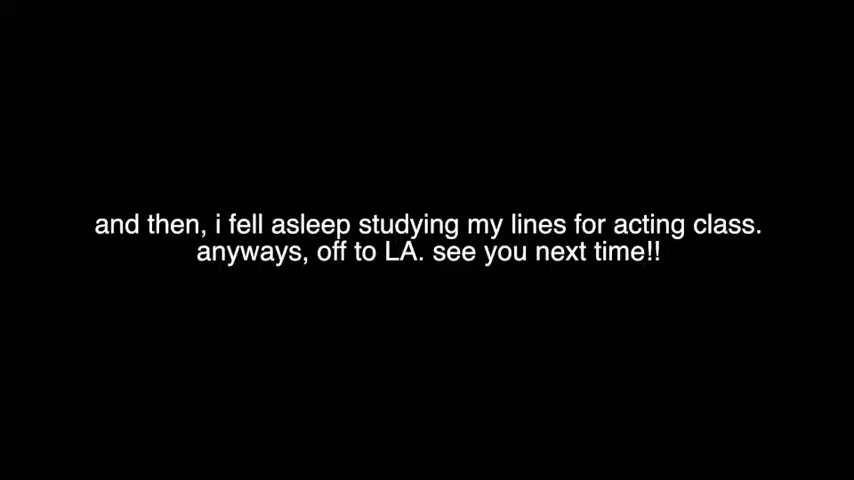 and then, i fell asleep studying my lines for acting class.
anyways, off to LA. see you next time!!